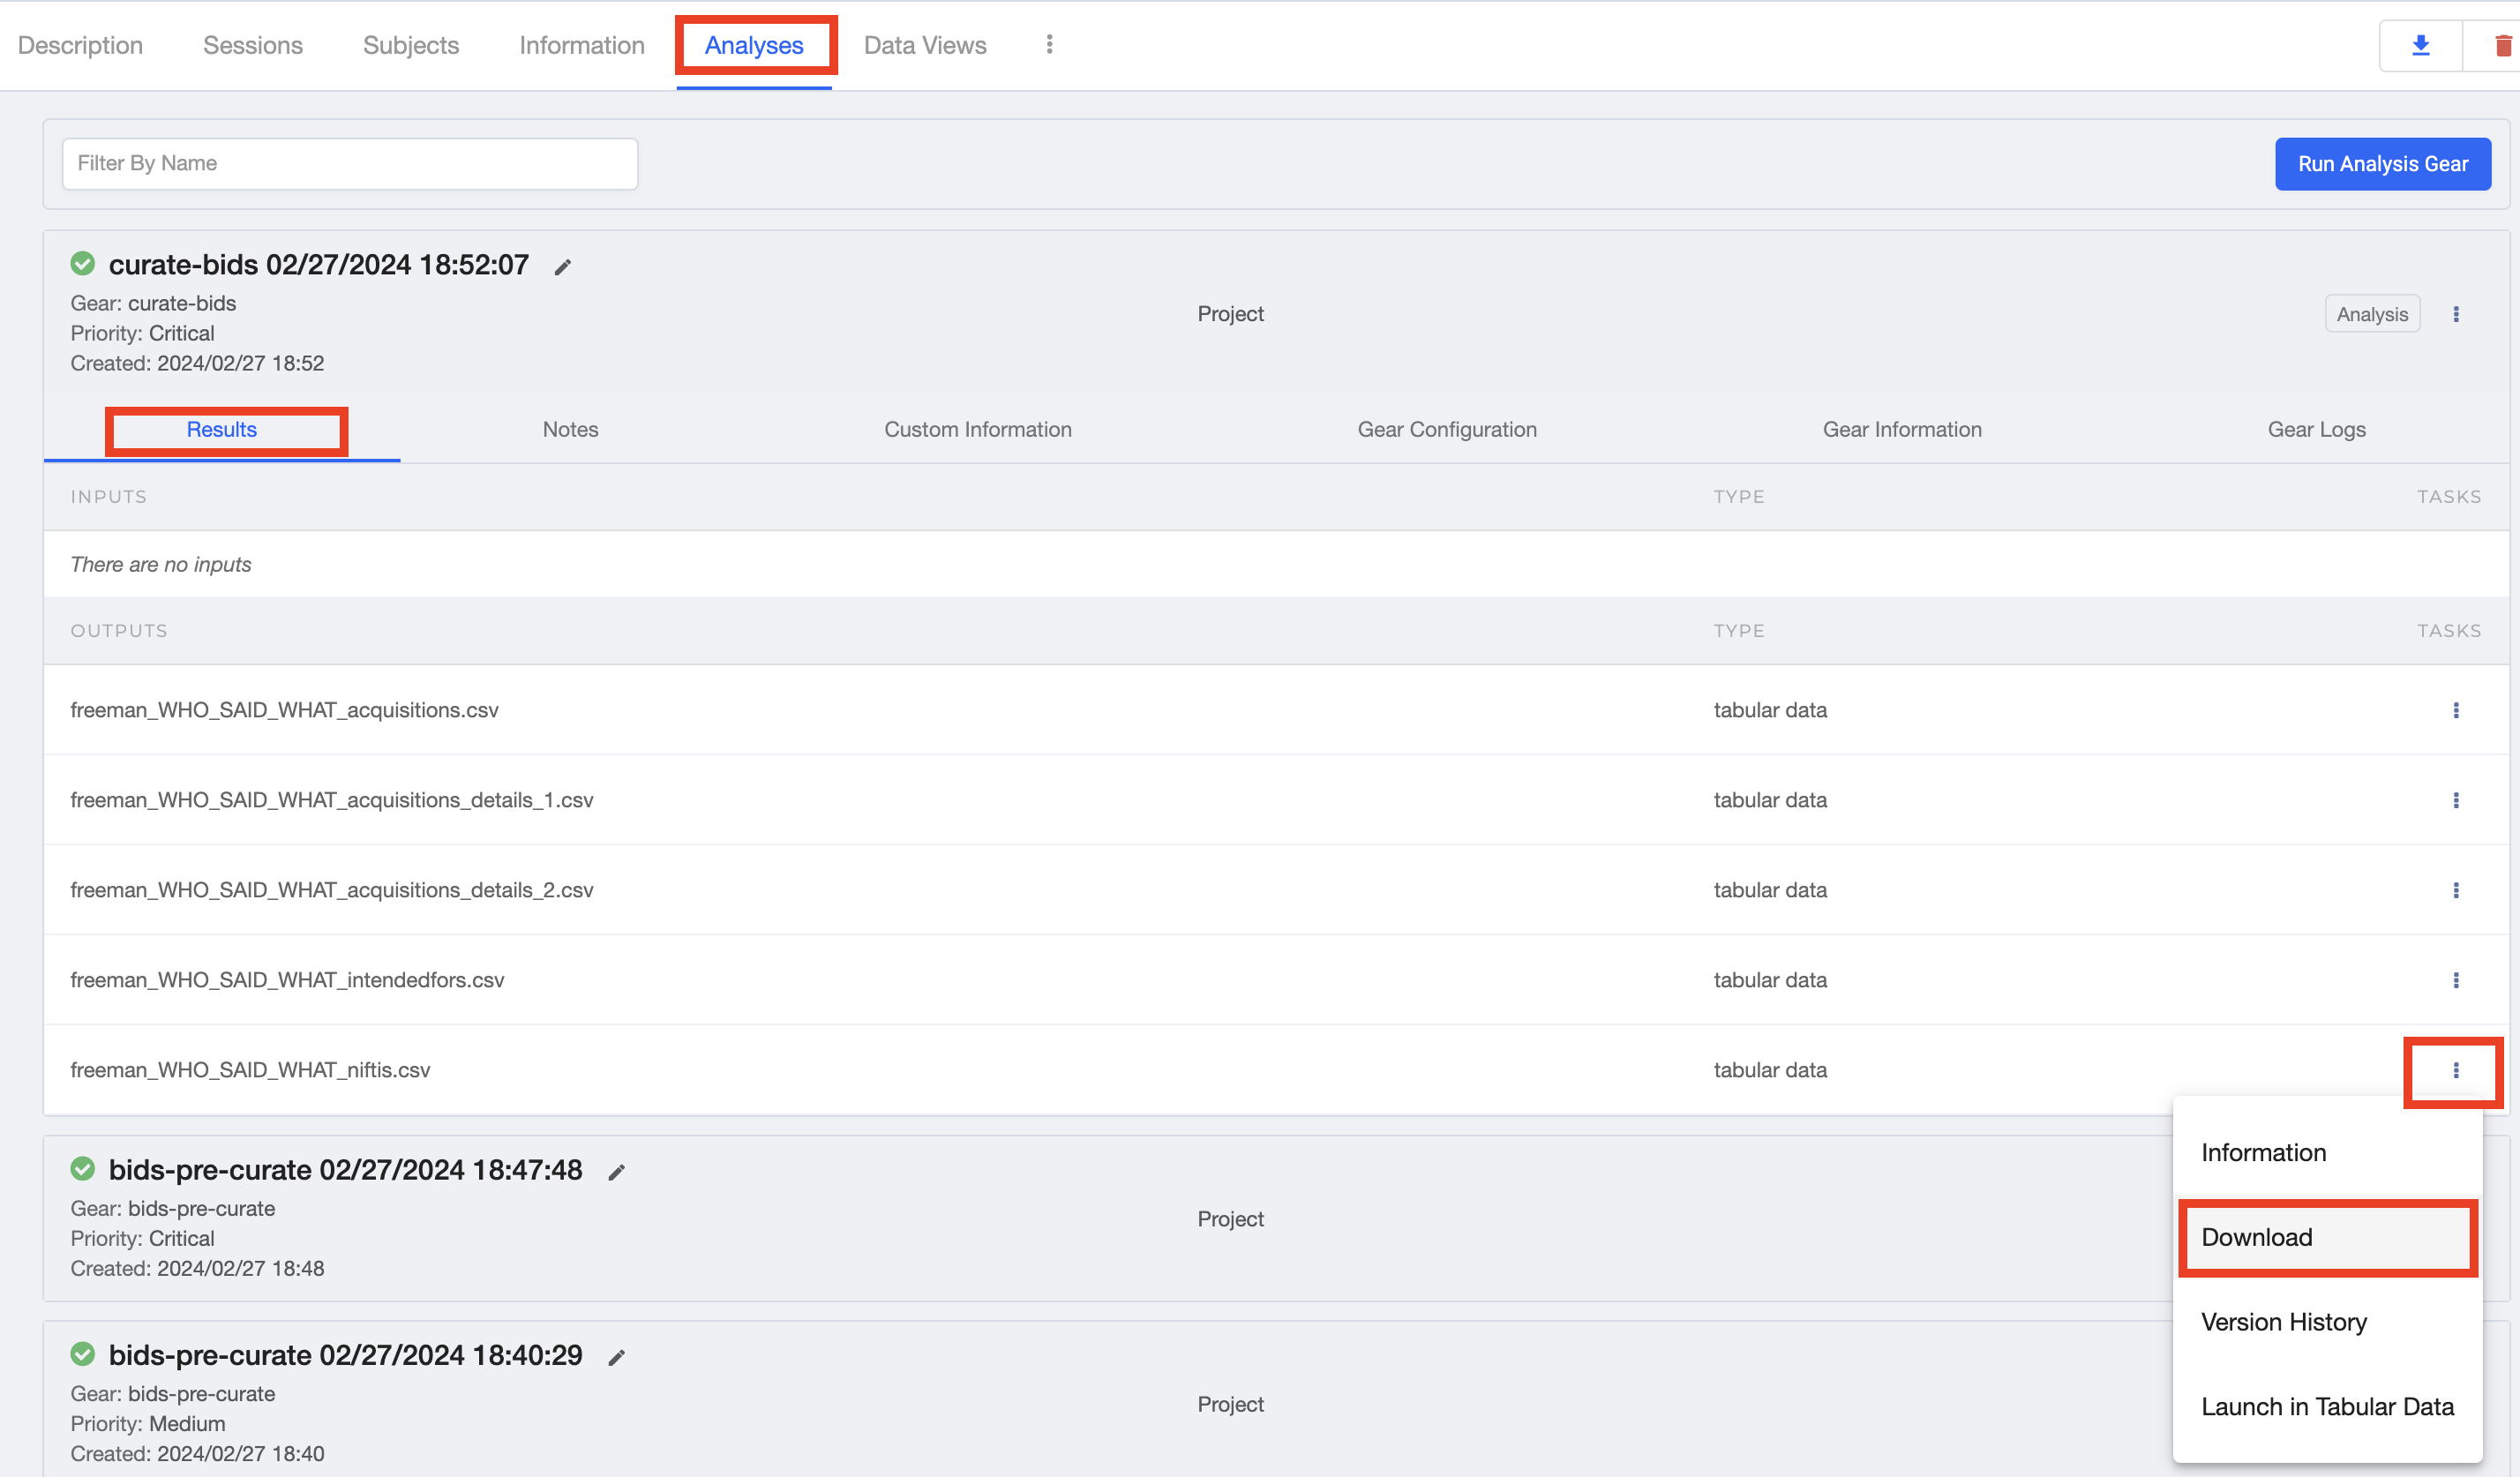 Description Sessions Subjects Information Analyses Data Views
Filter By Name
Run Analysis Gear
curate-bids 02/27/2024 18:52:07
Gear: curate-bids
Priority: Critical
Created: 2024/02/27 18:52
Project
Analysis
Results Notes Custom Information Gear Configuration Gear Information Gear Logs
INPUTS TYPE TASKS
There are no inputs
OUTPUTS TYPE TASKS
freeman_WHO_SAID_WHAT_acquisitions.csv tabular data
freeman_WHO_SAID_WHAT_acquisitions_details_1.csv tabular data
freeman_WHO_SAID_WHAT_acquisitions_details_2.csv tabular data
freeman_WHO_SAID_WHAT_intendedfors.csv tabular data
freeman_WHO_SAID_WHAT_niftis.csv tabular data
Information
Download
Version History
Launch in Tabular Data
bids-pre-curate 02/27/2024 18:47:48
Gear: bids-pre-curate
Priority: Critical
Created: 2024/02/27 18:48
Project
bids-pre-curate 02/27/2024 18:40:29
Gear: bids-pre-curate
Priority: Medium
Created: 2024/02/27 18:40
Project